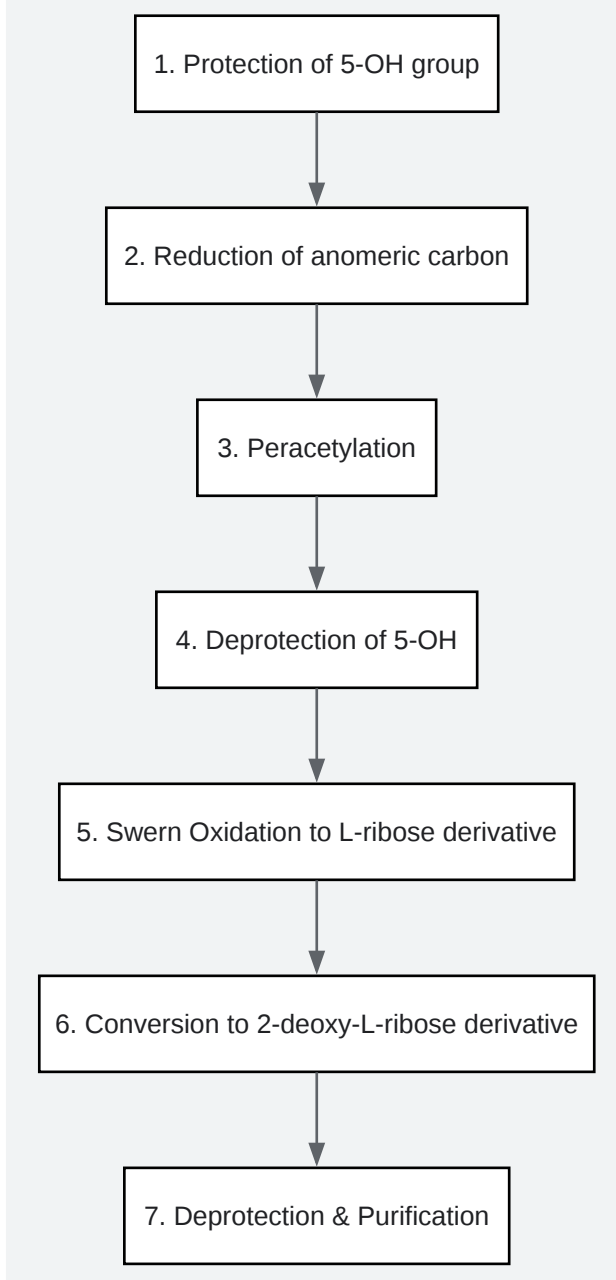 1. Protection of 5-OH group
2. Reduction of anomeric carbon
3. Peracetylation
4. Deprotection of 5-OH
5. Swern Oxidation to L-ribose derivative
6. Conversion to 2-deoxy-L-ribose derivative
7. Deprotection & Purification